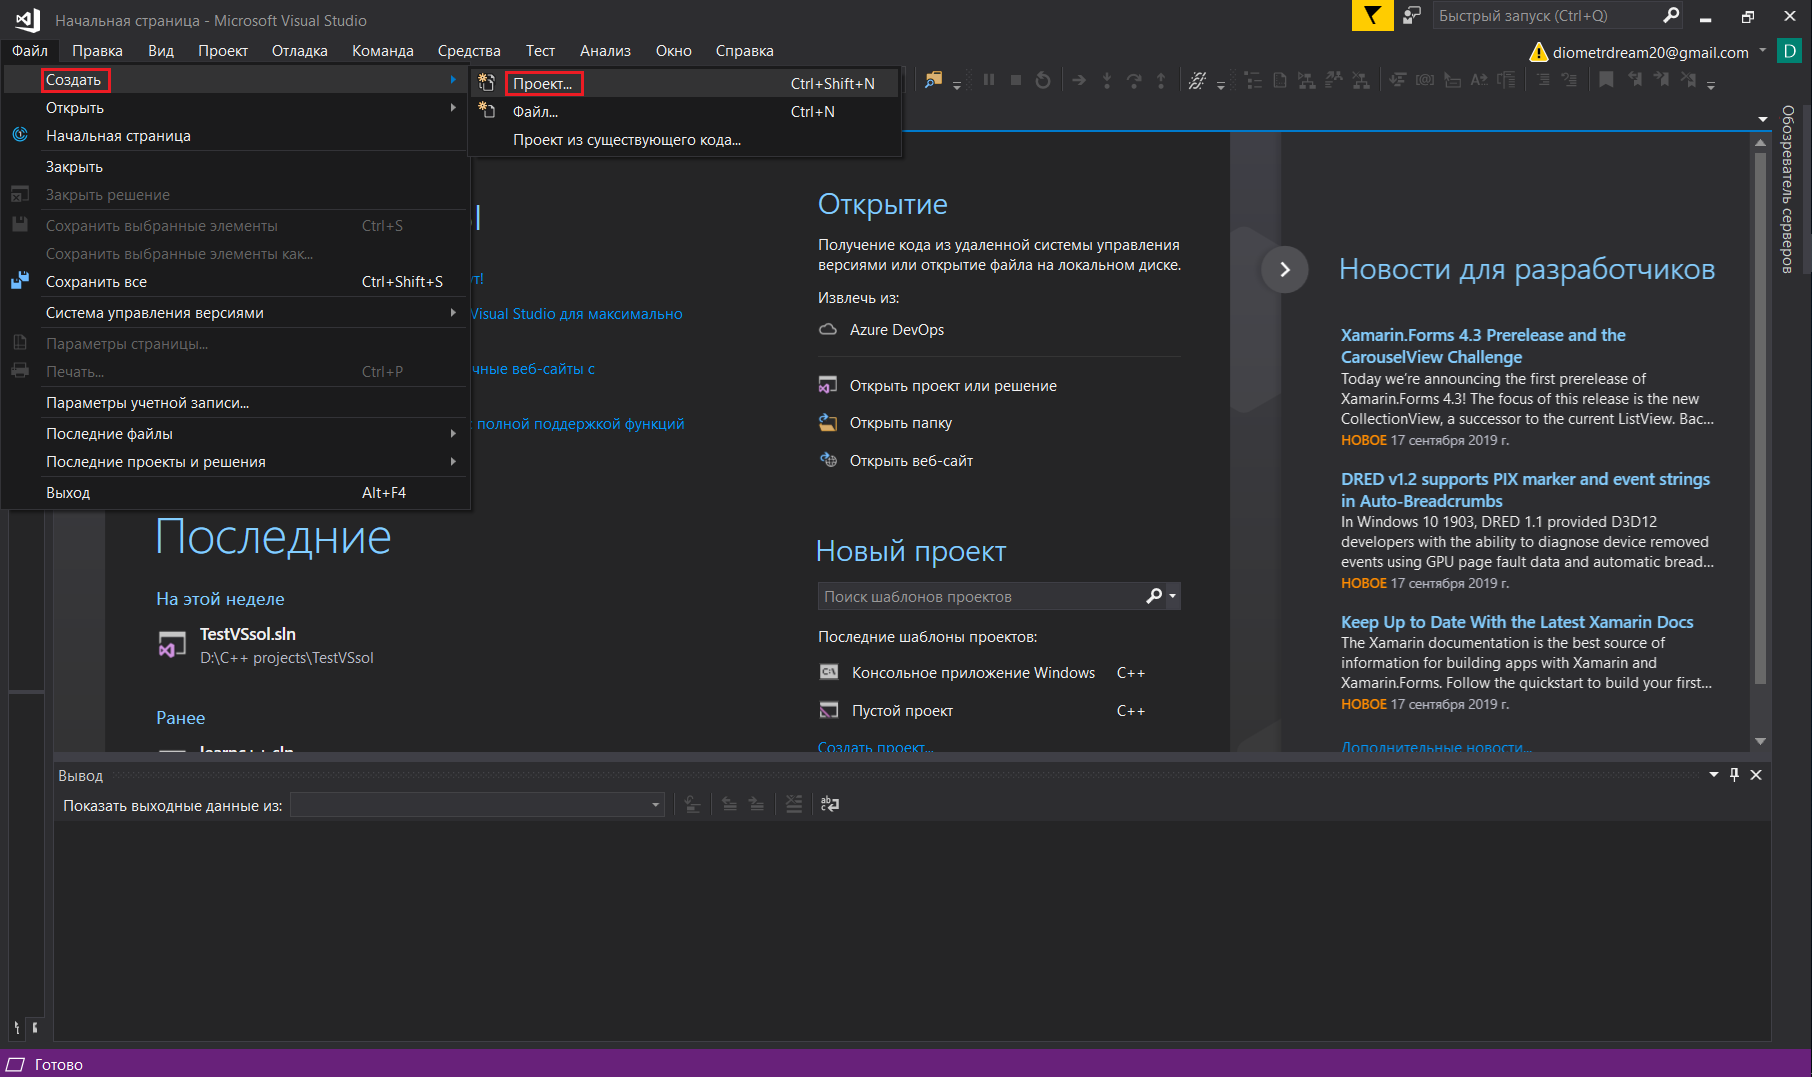 Начальная страница - Microsoft Visual Studio
Быстрый запуск (Ctrl+Q)
Файл Правка Вид Проект Отладка Команда Средства Тест Анализ Окно Справка
diometrdream20@gmail.com D
Создать
Открыть
Начальная страница
Закрыть
Закрыть решение
Сохранить выбранные элементы Ctrl+S
Сохранить выбранные элементы как...
Сохранить все Ctrl+Shift+S
Система управления версиями
Параметры страницы...
Печать... Ctrl+P
Параметры учетной записи...
Последние файлы
Последние проекты и решения
Выход Alt+F4
Проект... Ctrl+Shift+N
Файл... Ctrl+N
Проект из существующего кода...
Visual Studio для максимально
веб-сайты с
полной поддержкой функций
Последние
На этой неделе
TestVSsol.sln
D:\C++ projects\TestVSsol
Ранее
learnc++.sln
Открытие
Получение кода из удаленной системы управления
версиями или открытие файла на локальном диске.
Извлечь из:
Azure DevOps
Открыть проект или решение
Открыть папку
Открыть веб-сайт
Новый проект
Поиск шаблонов проектов
Последние шаблоны проектов:
Консольное приложение Windows C++
Пустой проект C++
Создать проект...
Новости для разработчиков
Xamarin.Forms 4.3 Prerelease and the
CarouselView Challenge
Today we're announcing the first prerelease of
Xamarin.Forms 4.3! The focus of this release is the new
CollectionView, a successor to the current ListView. Bac...
НОВОЕ 17 сентября 2019 г.
DRED v1.2 supports PIX marker and event strings
in Auto-Breadcrumbs
In Windows 10 1903, DRED 1.1 provided D3D12
developers with the ability to diagnose device removed
events using GPU page fault data and automatic bread...
НОВОЕ 17 сентября 2019 г.
Keep Up to Date With the Latest Xamarin Docs
The Xamarin documentation is the best source of
information for building apps with Xamarin and
Xamarin.Forms. Follow the quickstart to build your first...
НОВОЕ 17 сентября 2019 г.
Дополнительные новости...
Обозреватель серверов
Вывод
Показать выходные данные из:
Готово